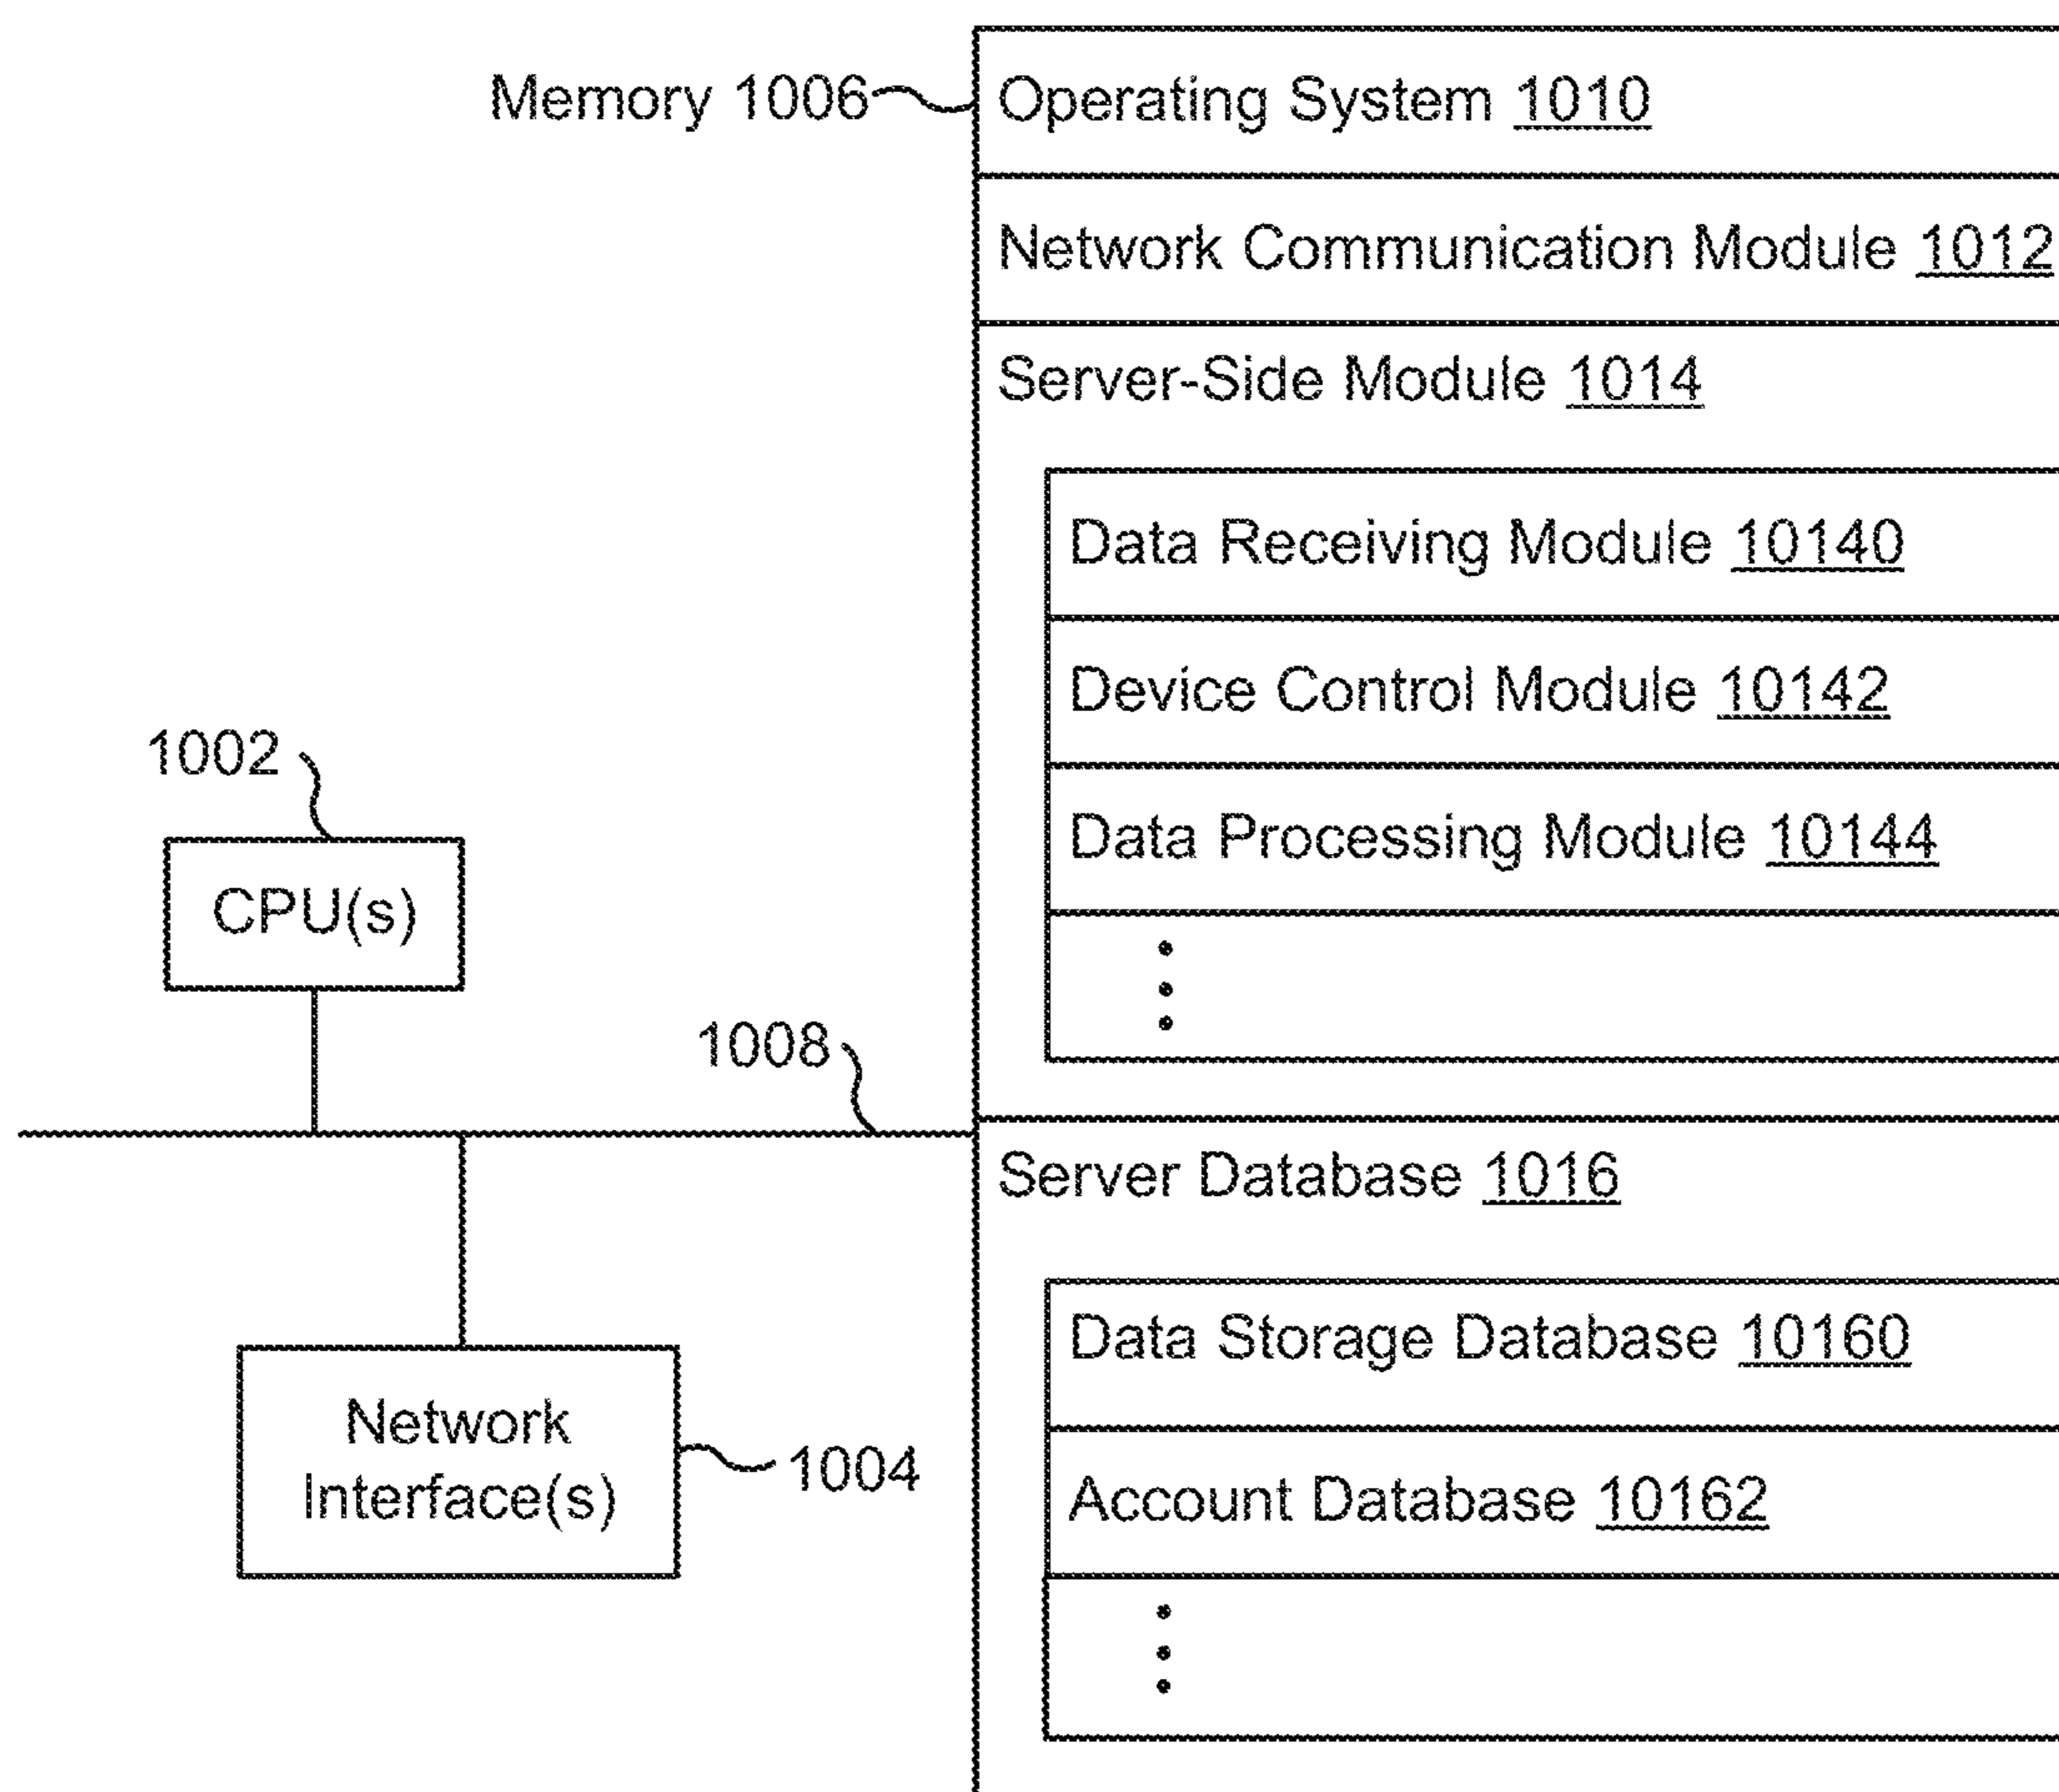 Memory 1006
Operating System 1010
Network Communication Module 1012
Server-Side Module 1014
Data Receiving Module 10140
Device Control Module 10142
Data Processing Module 10144
1002
CPU(s)
1008
Server Database 1016
Data Storage Database 10160
Account Database 10162
Network
Interface(s)
1004